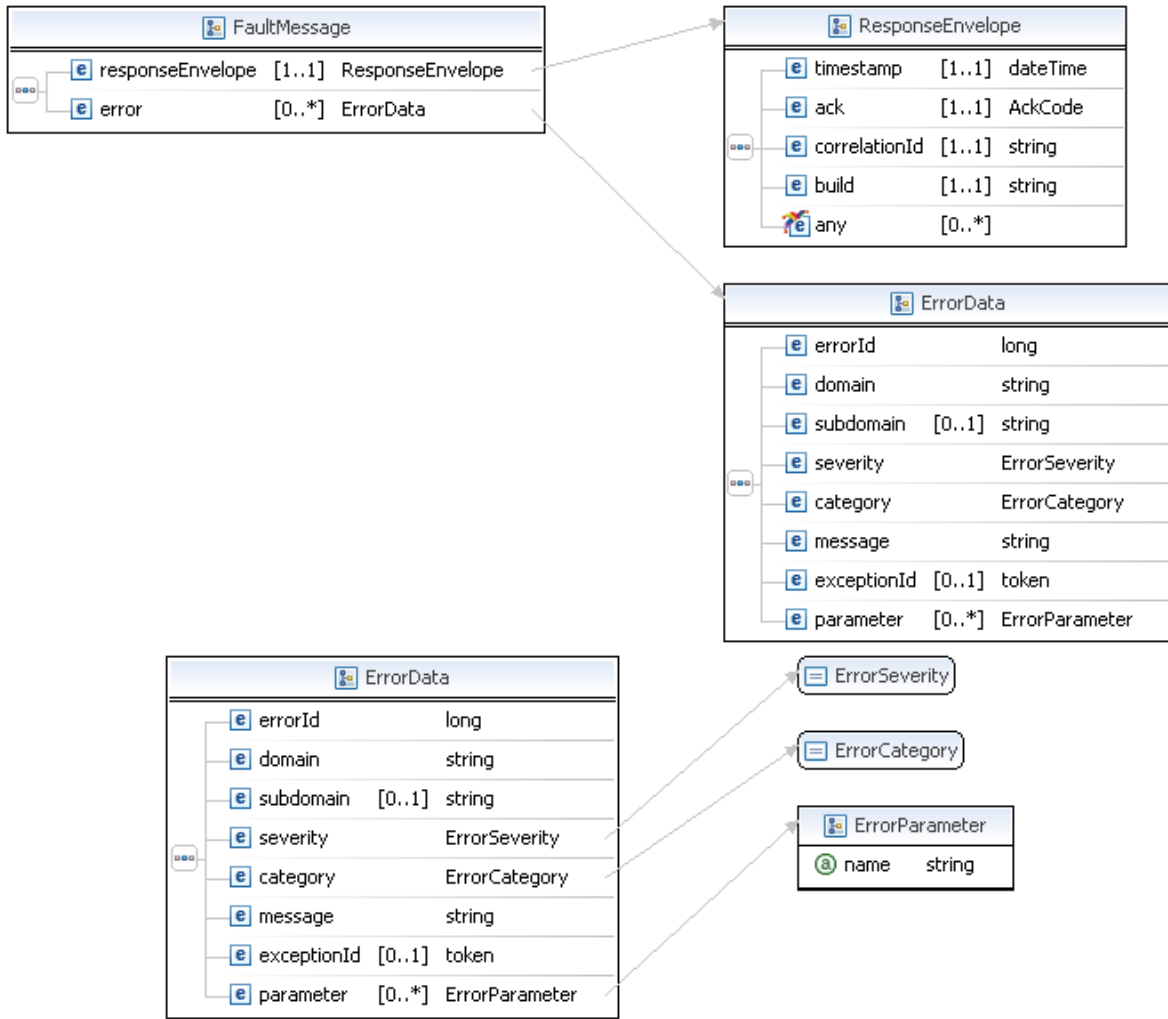 FaultMessage
responseEnvelope [1..1] ResponseEnvelope
error [0..*] ErrorData
ResponseEnvelope
timestamp [1..1] dateTime
ack [1..1] AckCode
correlationId [1..1] string
build [1..1] string
any [0..*]
ErrorData
errorId long
domain string
subdomain [0..1] string
severity ErrorSeverity
category ErrorCategory
message string
exceptionId [0..1] token
parameter [0..*] ErrorParameter
ErrorData
errorId long
domain string
subdomain [0..1] string
severity ErrorSeverity
category ErrorCategory
message string
exceptionId [0..1] token
parameter [0..*] ErrorParameter
ErrorSeverity
ErrorCategory
ErrorParameter
name string